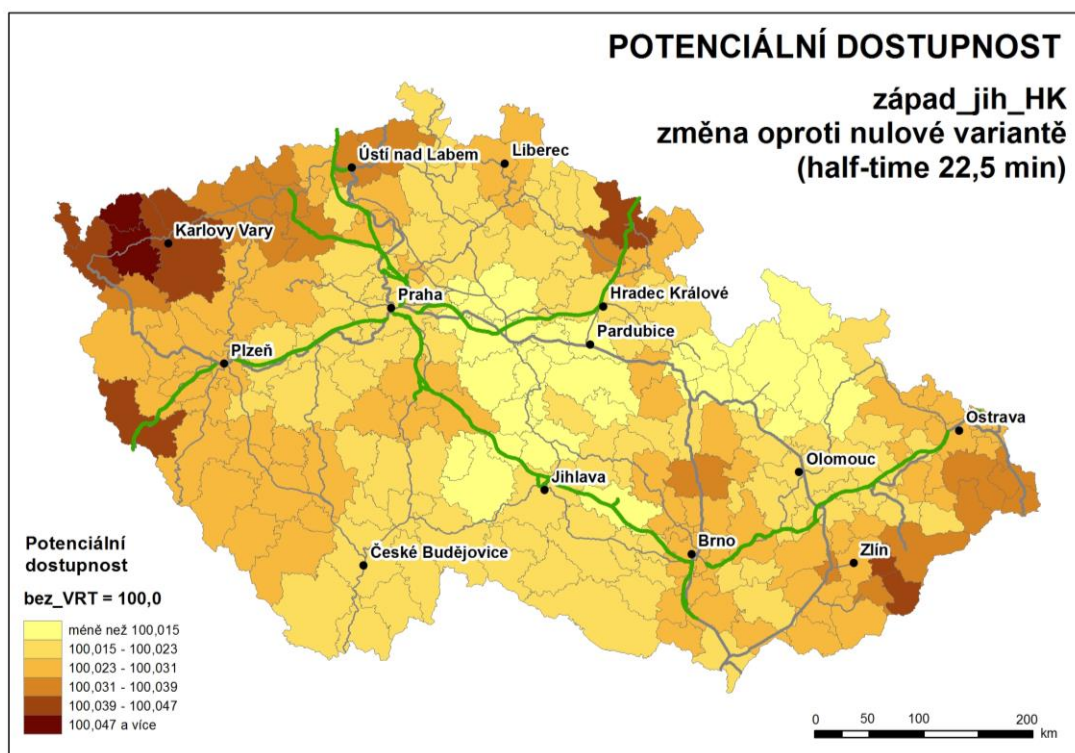 POTENCIÁLNÍ DOSTUPNOST
západ_jih_HK
změna oproti nulové variantě
(half-time 22,5 min)
Ústí nad Labem
Liberec
Karlovy Vary
Praha
Hradec Králové
Pardubice
Plzeň
Ostrava
Olomouc
Jihlava
Brno
Zlín
České Budějovice
Potenciální
dostupnost
bez_VRT = 100,0
méně než 100,015
100,015 - 100,023
100,023 - 100,031
100,031 - 100,039
100,039 - 100,047
100,047 a více
0 50 100 200
km